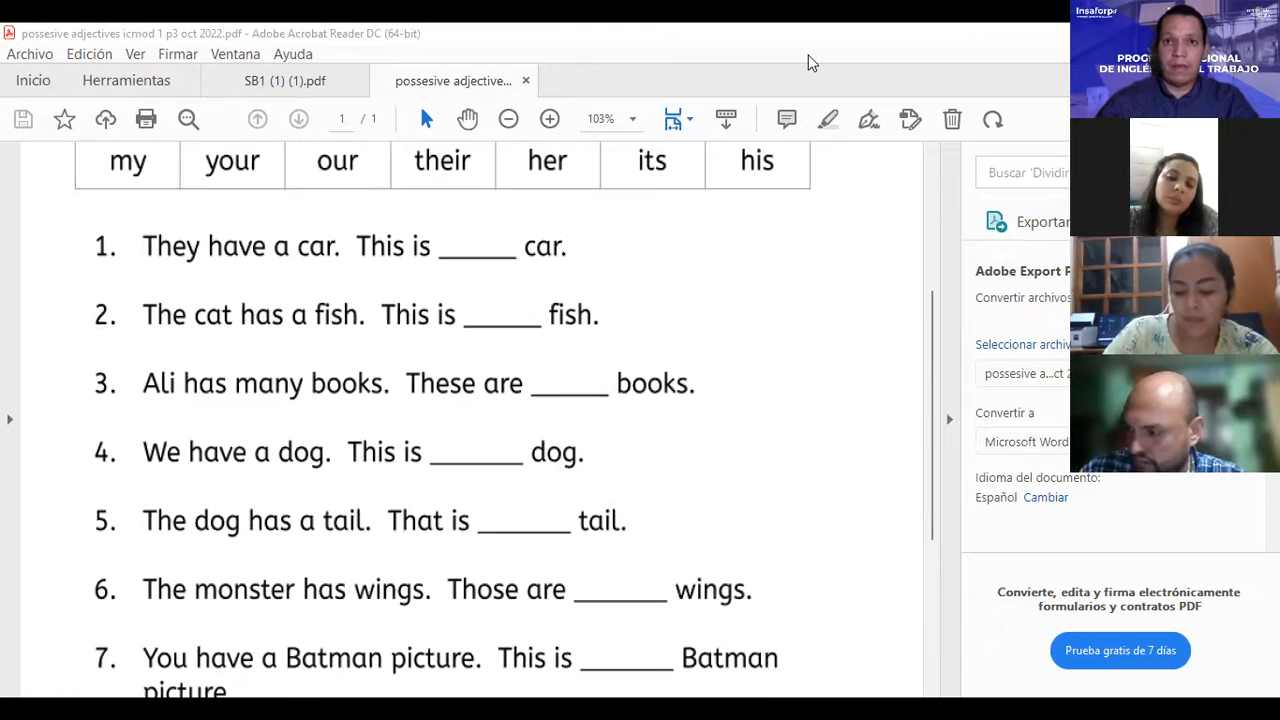 possesive adjectives icmod 1 p3 oct 2022.pdf - Adobe Acrobat Reader DC (64-bit)
Archivo Edición Ver Firmar Ventana Ayuda
Inicio Herramientas SB1 (1) (1).pdf possesive adjective... ×
1 / 1 103%
my your our their her its his
1. They have a car. This is ______ car.
2. The cat has a fish. This is ______ fish.
3. Ali has many books. These are ______ books.
4. We have a dog. This is _______ dog.
5. The dog has a tail. That is _______ tail.
6. The monster has wings. Those are _______ wings.
7. You have a Batman picture. This is _______ Batman
picture
Buscar 'Dividir
Exportar
Adobe Export P
Convertir archivos
Seleccionar archiv
possesive a...ct 2
Convertir a
Microsoft Word
Idioma del documento:
Español Cambiar
Convierte, edita y firma electrónicamente
formularios y contratos PDF
Prueba gratis de 7 días
Insaforp